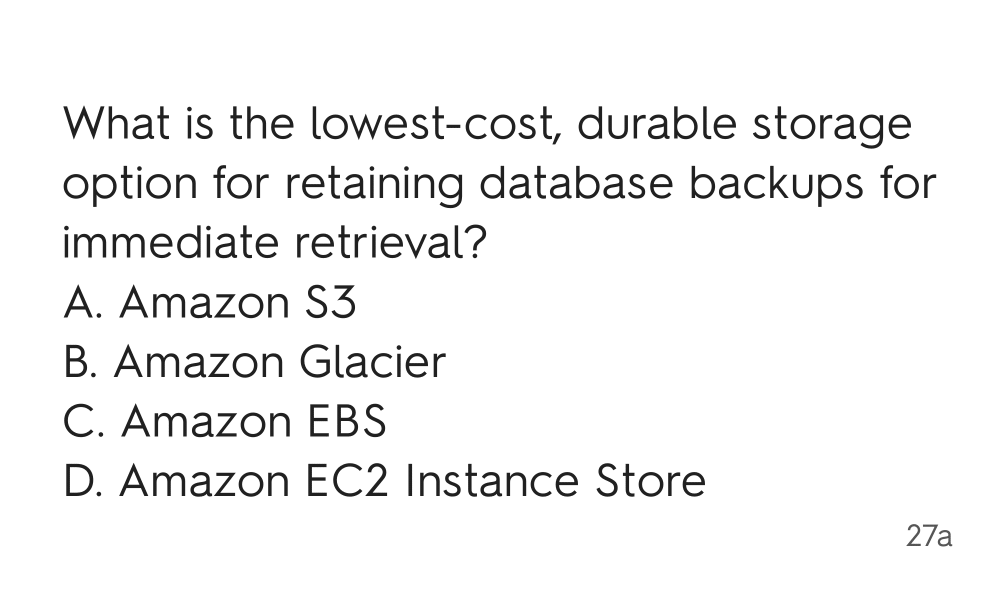 What is the lowest-cost, durable storage
option for retaining database backups for
immediate retrieval?
A. Amazon S3
B. Amazon Glacier
C. Amazon EBS
D. Amazon EC2 Instance Store
27a